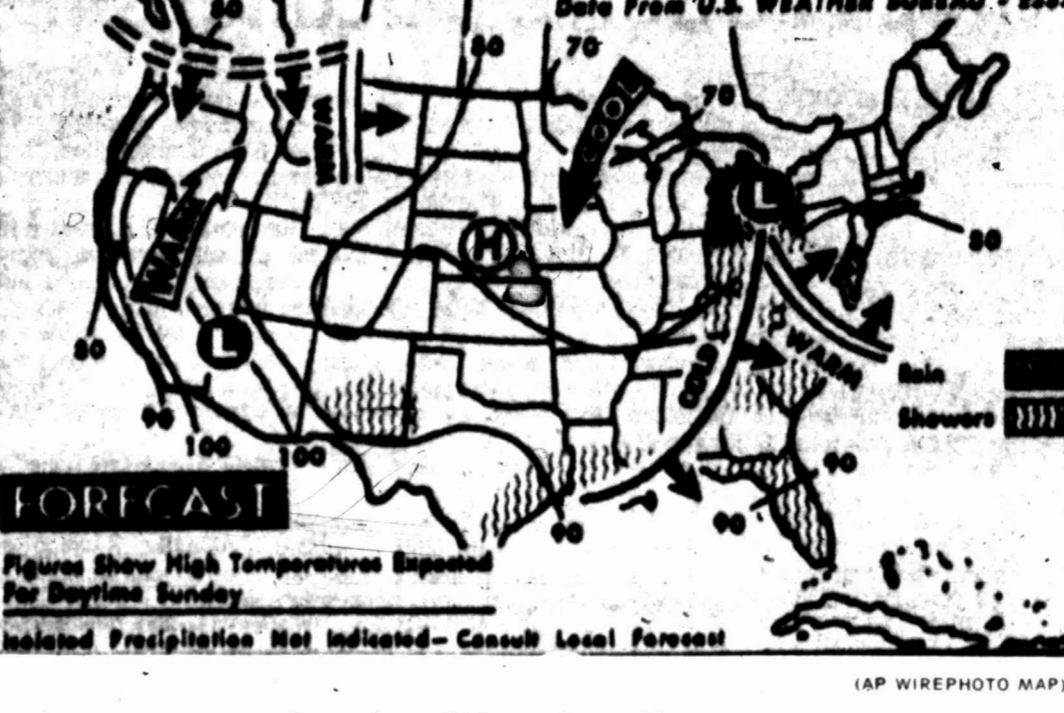 Data From U.S. WEATHER BUREAU
80
80
70
70
COOL
WARM
L
WARM
H
80
L
80
COLD
WARM
Rain
Showers
90
100
100
90
90
90
FORECAST
Figures Show High Temperatures Expected
For Daytime Sunday
Isolated Precipitation Not Indicated— Consult Local Forecast
(AP WIREPHOTO MAP)